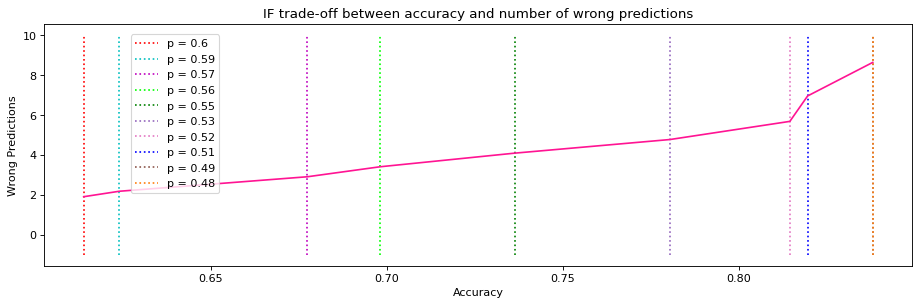 IF trade-off between accuracy and number of wrong predictions
10
8
6
4
2
0
Wrong Predictions
p = 0.6
p = 0.59
p = 0.57
p = 0.56
p = 0.55
p = 0.53
p = 0.52
p = 0.51
p = 0.49
p = 0.48
0.65 0.70 0.75 0.80
Accuracy